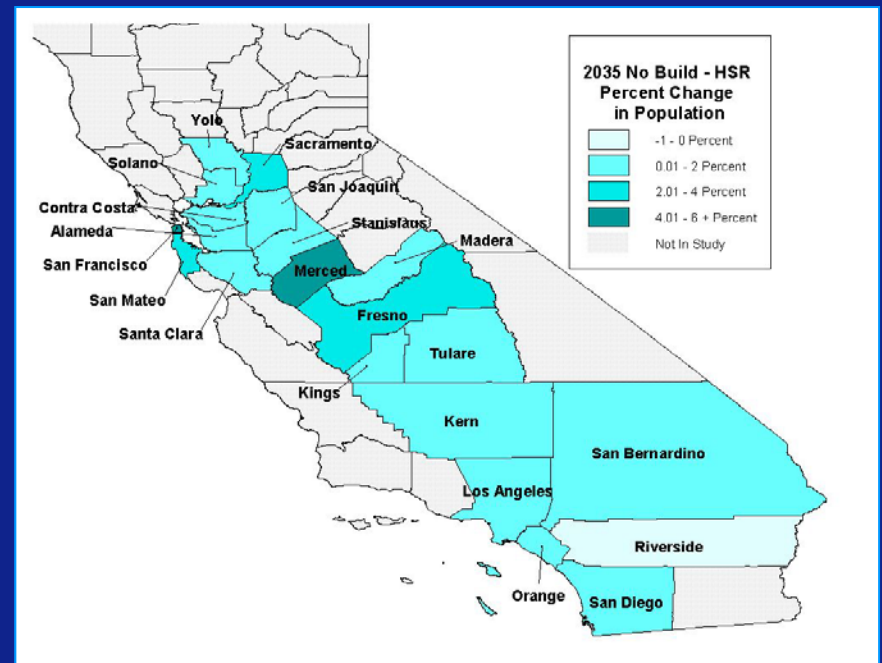 2035 No Build - HSR
Percent Change
in Population
-1 - 0 Percent
0.01 - 2 Percent
2.01 - 4 Percent
4.01 - 6 + Percent
Not In Study
Yolo
Sacramento
Solano
San Joaquin
Contra Costa
Stanislaus
Alameda
Madera
San Francisco
Merced
San Mateo
Fresno
Santa Clara
Tulare
Kings
Kern
San Bernardino
Los Angeles
Riverside
Orange
San Diego